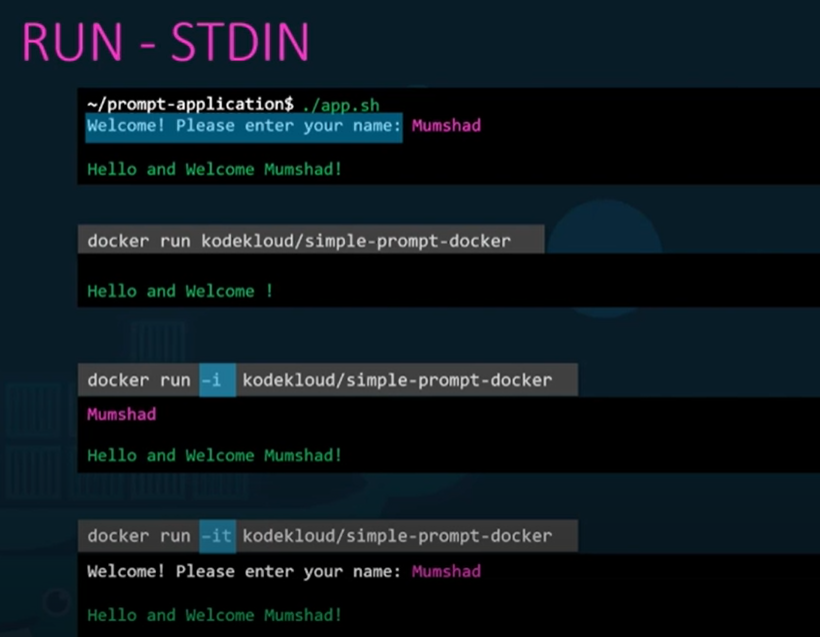 RUN - STDIN
~/prompt-application$ ./app.sh
Welcome! Please enter your name: Mumshad
Hello and Welcome Mumshad!
docker run kodekloud/simple-prompt-docker
Hello and Welcome !
docker run -i kodekloud/simple-prompt-docker
Mumshad
Hello and Welcome Mumshad!
docker run -it kodekloud/simple-prompt-docker
Welcome! Please enter your name: Mumshad
Hello and Welcome Mumshad!